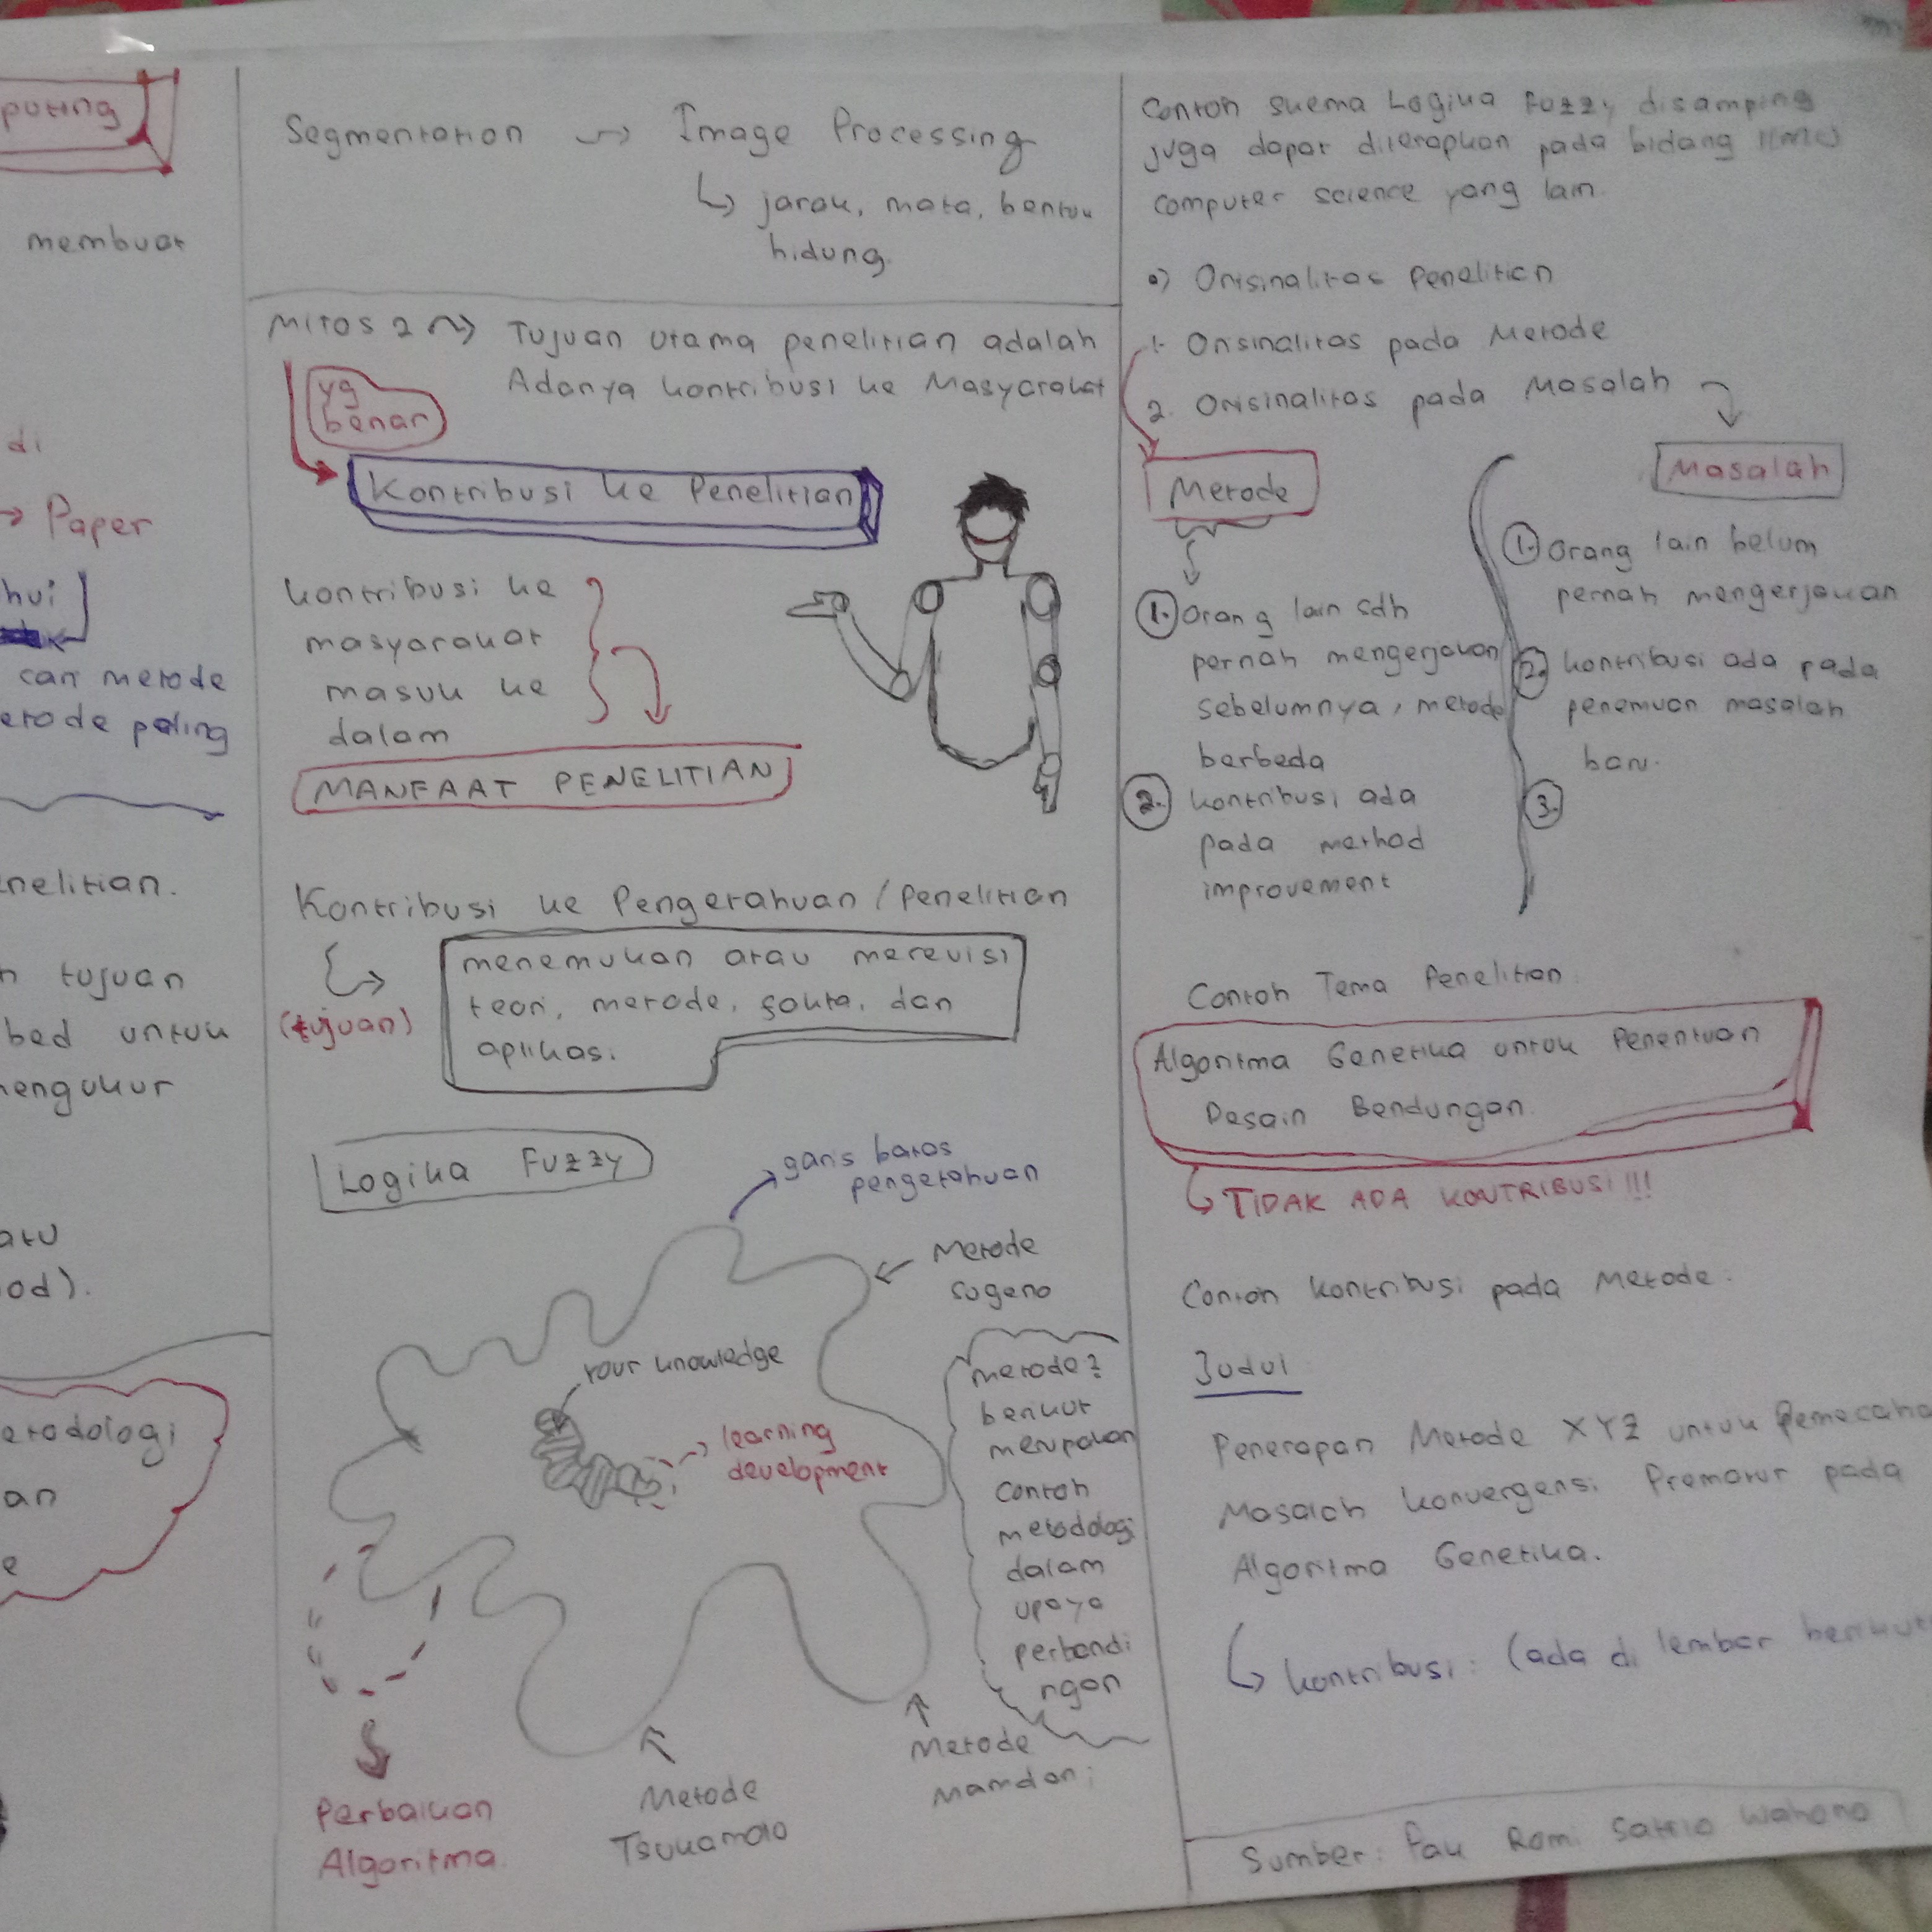 puting
membuat
di
→ Paper
hui
cari metode
etode paling
nelitian.
n tujuan
bed untuk
mengukur
atu
od).
etodologi
an
e
Segmentation → Image Processing
↳ jarak, mata, bentuk
hidung.
Mitos 2 → Tujuan utama penelitian adalah
Adanya kontribusi ke Masyarakat
yg
benar
Kontribusi ke Penelitian
kontribusi ke
masyarakat
masuk ke
dalam
MANFAAT PENELITIAN
Kontribusi ke Pengetahuan / Penelitian
(tujuan)
menemukan atau merevisi
teori, metode, dan
aplikasi
Logika Fuzzy
garis batas
pengetahuan
Metode
sugeno
Your knowledge
learning
development
metode?
berikut
merupakan
contoh
metodologi
dalam
upaya
perbandi
ngan
Metode
Mamdani
Metode
Tsukamoto
Perbaikan
Algoritma.
Contoh skema Logika Fuzzy disamping
juga dapat diterapkan pada bidang ilmu
computer science yang lain.
Orisinalitas Penelitian
1. Orisinalitas pada Metode
2. Orisinalitas pada Masalah
Metode
1. Orang lain sdh
pernah mengerjakan
sebelumnya, metode
berbeda
2. kontribusi ada
pada method
improvement
Masalah
1. Orang lain belum
pernah mengerjakan
2. kontribusi ada pada
penemuan masalah
baru.
3.
Contoh Tema Penelitian:
Algoritma Genetika untuk Penentuan
Desain Bendungan
↳ TIDAK ADA KONTRIBUSI!!!
Contoh kontribusi pada Metode:
Judul
Penerapan Metode XYZ untuk Pemecaha
Masalah Konvergensi Prematur pada
Algoritma Genetika.
↳ kontribusi: (ada di lembar berikut
Sumber: Pak Romi Satrio Wahono